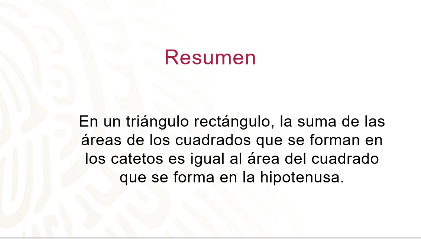 Resumen
En un triángulo rectángulo, la suma de las
áreas de los cuadrados que se forman en
los catetos es igual al área del cuadrado
que se forma en la hipotenusa.